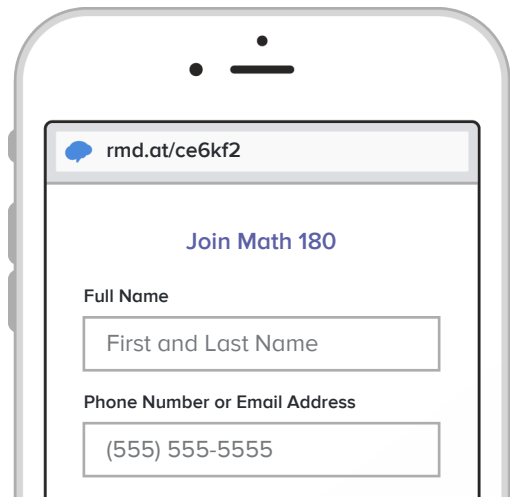 rmd.at/ce6kf2
Join Math 180
Full Name
First and Last Name
Phone Number or Email Address
(555) 555-5555